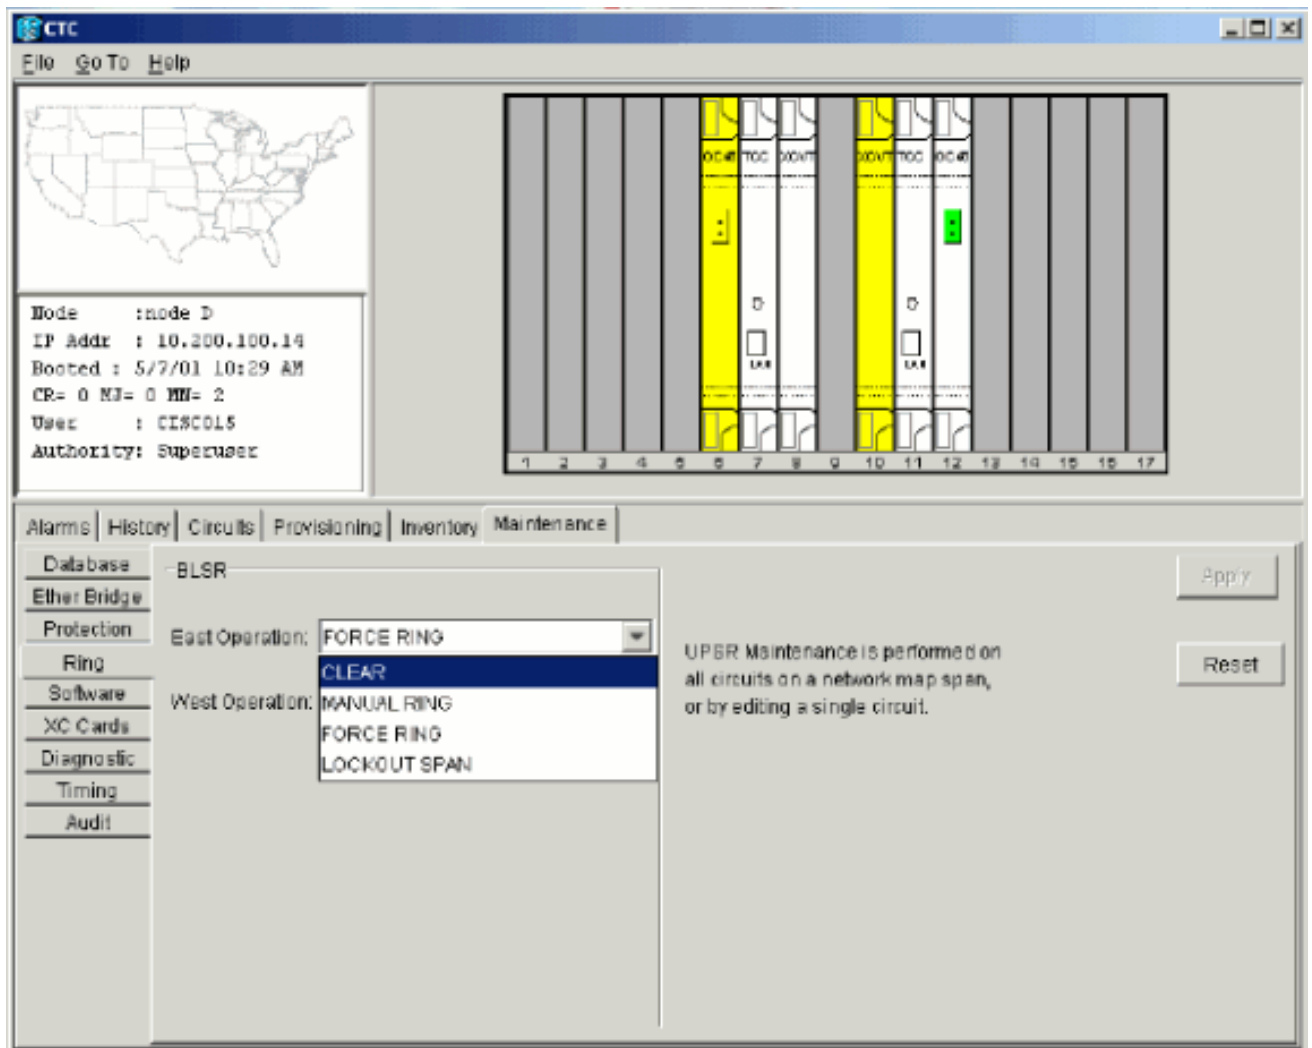 CTC
File Go To Help
OC48 TCC XCVT XCVT TCC OC48
Node :node D
IP Addr : 10.200.100.14
Booted : 5/7/01 10:29 AM
CR= 0 MJ= 0 MN= 2
User : CISCO15
Authority: Superuser
1 2 3 4 5 6 7 8 9 10 11 12 13 14 15 16 17
Alarms History Circuits Provisioning Inventory Maintenance
Database
Ether Bridge
Protection
Ring
Software
XC Cards
Diagnostic
Timing
Audit
BLSR
East Operation: FORCE RING
CLEAR
West Operation: MANUAL RING
FORCE RING
LOCKOUT SPAN
UPSR Maintenance is performed on
all circuits on a network map span,
or by editing a single circuit.
Apply
Reset